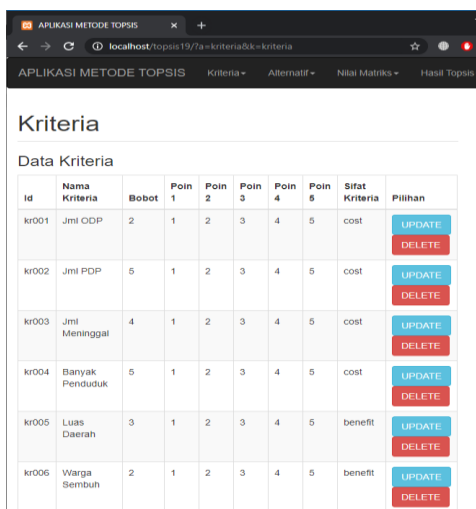 APLIKASI METODE TOPSIS × +
localhost/topsis19/?a=kriteria&k=kriteria
APLIKASI METODE TOPSIS Kriteria Alternatif Nilai Matriks Hasil Topsis
Kriteria
Data Kriteria
Id Nama Kriteria Bobot Poin 1 Poin 2 Poin 3 Poin 4 Poin 5 Sifat Kriteria Pilihan
kr001 Jml ODP 2 1 2 3 4 5 cost UPDATE
DELETE
kr002 Jml PDP 5 1 2 3 4 5 cost UPDATE
DELETE
kr003 Jml Meninggal 4 1 2 3 4 5 cost UPDATE
DELETE
kr004 Banyak Penduduk 5 1 2 3 4 5 cost UPDATE
DELETE
kr005 Luas Daerah 3 1 2 3 4 5 benefit UPDATE
DELETE
kr006 Warga Sembuh 2 1 2 3 4 5 benefit UPDATE
DELETE